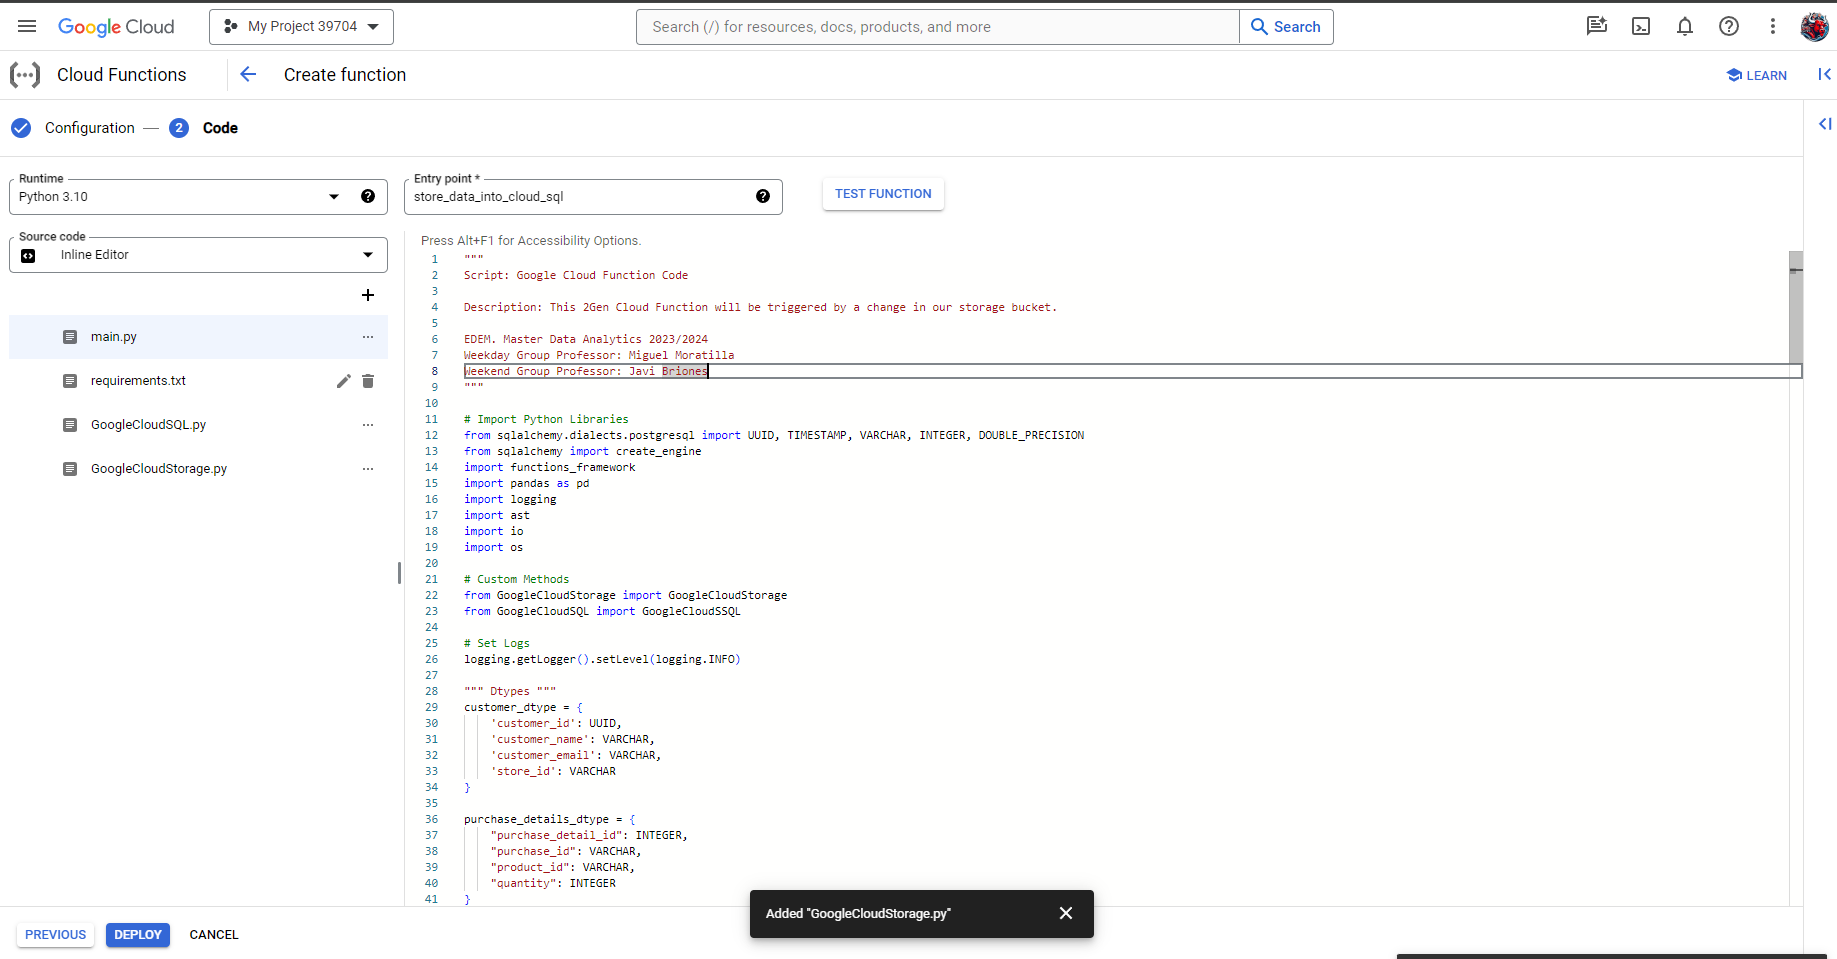 Google Cloud
My Project 39704
Search (/) for resources, docs, products, and more
Search
Cloud Functions
Create function
LEARN
Configuration — 2 Code
Runtime
Python 3.10
Entry point *
store_data_into_cloud_sql
TEST FUNCTION
Source code
Inline Editor
main.py
requirements.txt
GoogleCloudSQL.py
GoogleCloudStorage.py
Press Alt+F1 for Accessibility Options.
1 """
2 Script: Google Cloud Function Code
3
4 Description: This 2Gen Cloud Function will be triggered by a change in our storage bucket.
5
6 EDEM. Master Data Analytics 2023/2024
7 Weekday Group Professor: Miguel Moratilla
8 Weekend Group Professor: Javi Briones
9 """
10
11 # Import Python Libraries
12 from sqlalchemy.dialects.postgresql import UUID, TIMESTAMP, VARCHAR, INTEGER, DOUBLE_PRECISION
13 from sqlalchemy import create_engine
14 import functions_framework
15 import pandas as pd
16 import logging
17 import ast
18 import io
19 import os
20
21 # Custom Methods
22 from GoogleCloudStorage import GoogleCloudStorage
23 from GoogleCloudSQL import GoogleCloudSSQL
24
25 # Set Logs
26 logging.getLogger().setLevel(logging.INFO)
27
28 """ Dtypes """
29 customer_dtype = {
30 'customer_id': UUID,
31 'customer_name': VARCHAR,
32 'customer_email': VARCHAR,
33 'store_id': VARCHAR
34 }
35
36 purchase_details_dtype = {
37 "purchase_detail_id": INTEGER,
38 "purchase_id": VARCHAR,
39 "product_id": VARCHAR,
40 "quantity": INTEGER
41 }
Added "GoogleCloudStorage.py"
PREVIOUS
DEPLOY
CANCEL